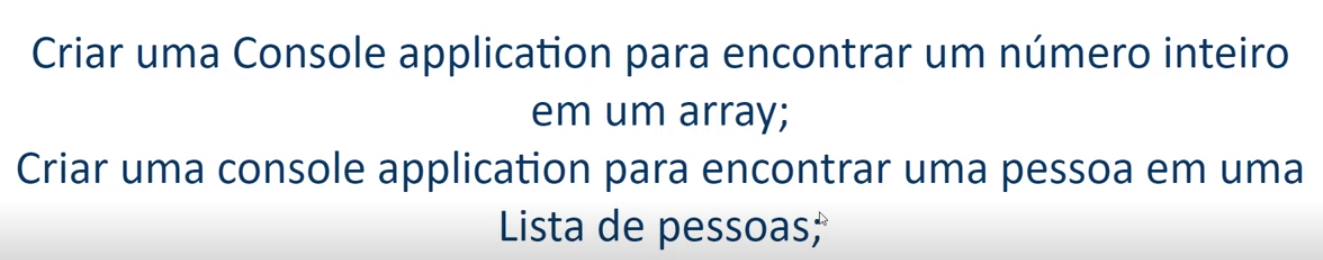 Criar uma Console application para encontrar um número inteiro
em um array;
Criar uma console application para encontrar uma pessoa em uma
Lista de pessoas;